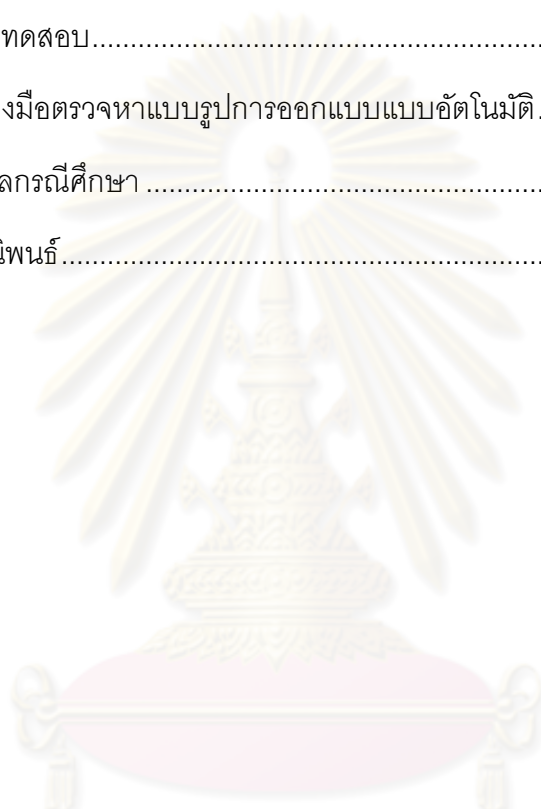 ทดสอบ............................................................
งมือตรวจหาแบบรูปการออกแบบแบบอัตโนมัติ.
ลกรณีศึกษา ................................................
นิพนธ์................................................................